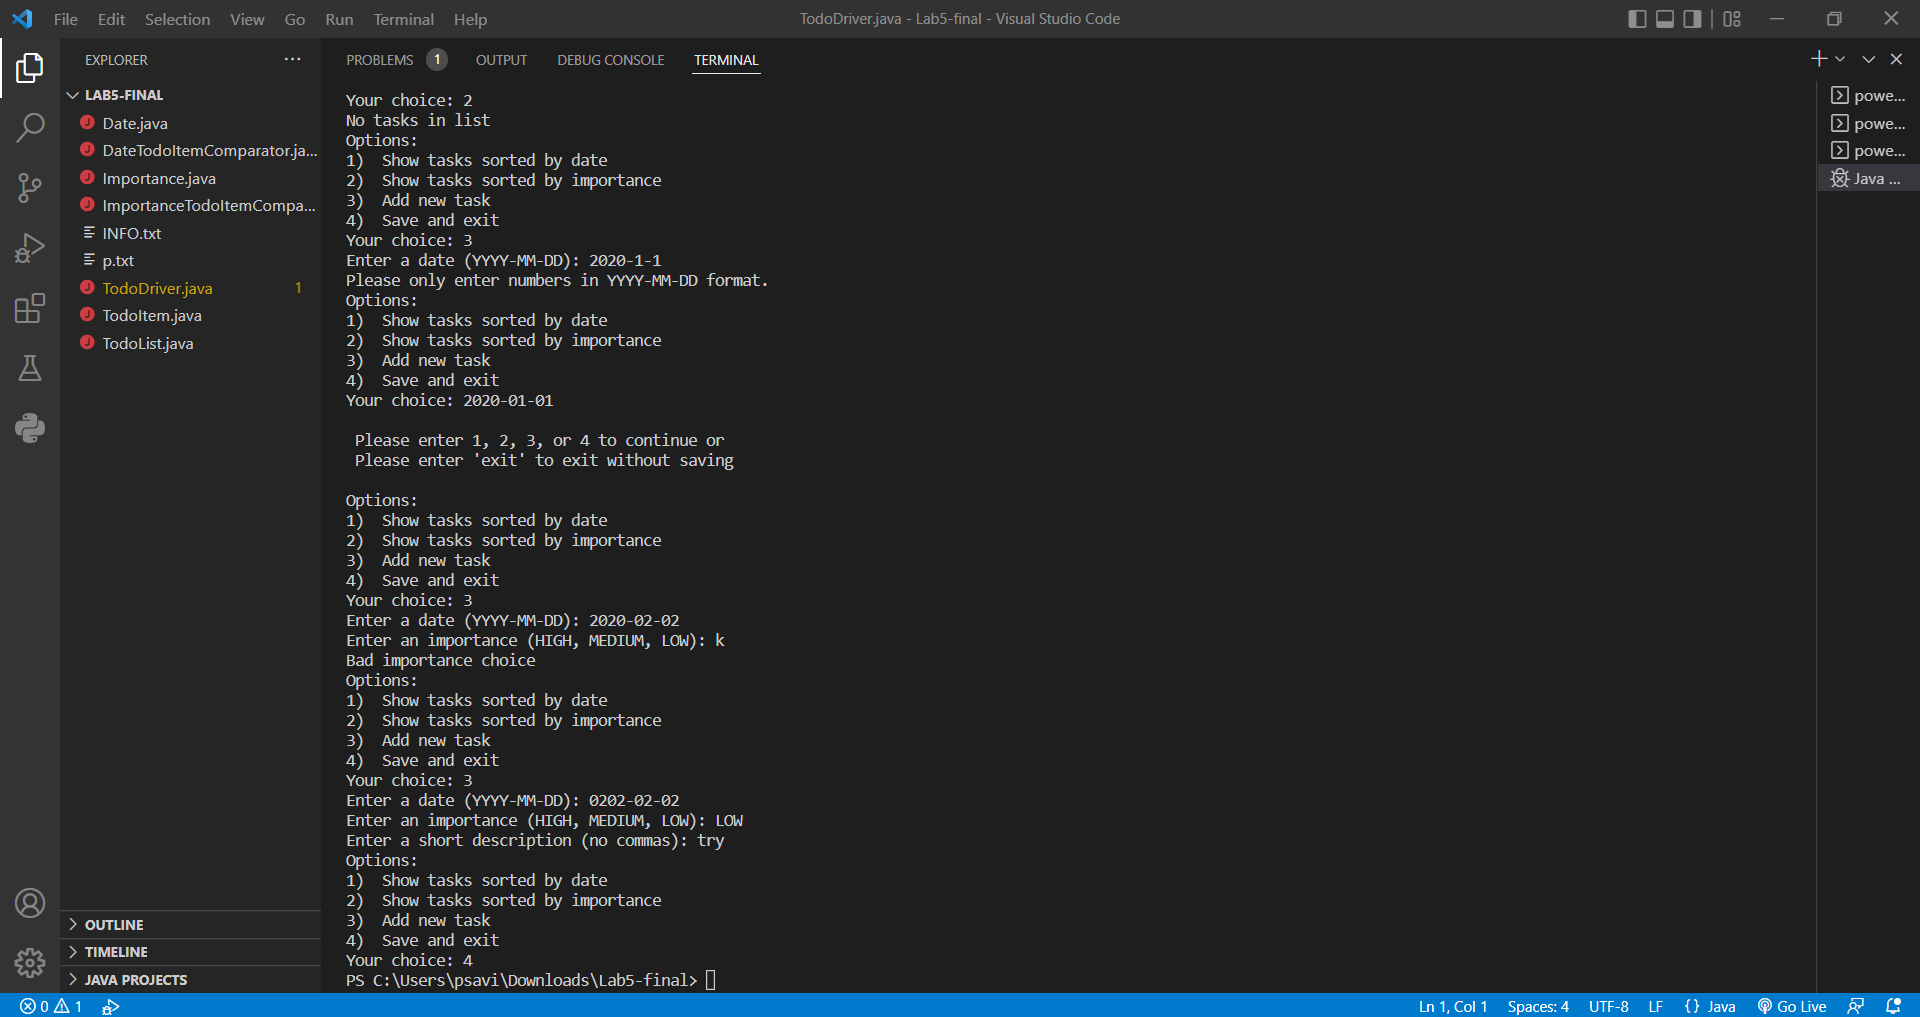 File Edit Selection View Go Run Terminal Help
TodoDriver.java - Lab5-final - Visual Studio Code
EXPLORER
LAB5-FINAL
Date.java
DateTodoItemComparator.ja...
Importance.java
ImportanceTodoItemCompa...
INFO.txt
p.txt
TodoDriver.java 1
TodoItem.java
TodoList.java
OUTLINE
TIMELINE
JAVA PROJECTS
PROBLEMS 1 OUTPUT DEBUG CONSOLE TERMINAL
Your choice: 2
No tasks in list
Options:
1)  Show tasks sorted by date
2)  Show tasks sorted by importance
3)  Add new task
4)  Save and exit
Your choice: 3
Enter a date (YYYY-MM-DD): 2020-1-1
Please only enter numbers in YYYY-MM-DD format.
Options:
1)  Show tasks sorted by date
2)  Show tasks sorted by importance
3)  Add new task
4)  Save and exit
Your choice: 2020-01-01
Please enter 1, 2, 3, or 4 to continue or
Please enter 'exit' to exit without saving
Options:
1)  Show tasks sorted by date
2)  Show tasks sorted by importance
3)  Add new task
4)  Save and exit
Your choice: 3
Enter a date (YYYY-MM-DD): 2020-02-02
Enter an importance (HIGH, MEDIUM, LOW): k
Bad importance choice
Options:
1)  Show tasks sorted by date
2)  Show tasks sorted by importance
3)  Add new task
4)  Save and exit
Your choice: 3
Enter a date (YYYY-MM-DD): 0202-02-02
Enter an importance (HIGH, MEDIUM, LOW): LOW
Enter a short description (no commas): try
Options:
1)  Show tasks sorted by date
2)  Show tasks sorted by importance
3)  Add new task
4)  Save and exit
Your choice: 4
PS C:\Users\psavi\Downloads\Lab5-final>
powe...
powe...
powe...
Java ...
0 1
Ln 1, Col 1 Spaces: 4 UTF-8 LF {} Java Go Live